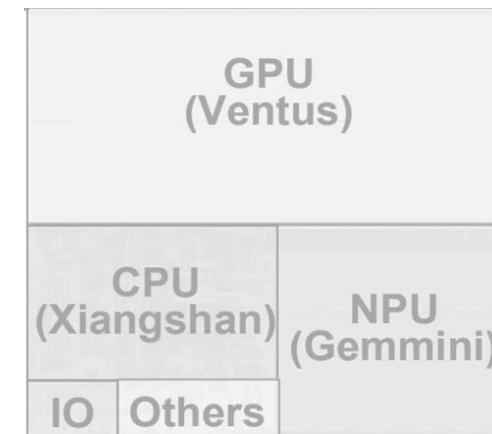 GPU
(Ventus)
CPU
(Xiangshan)
NPU
(Gemmini)
IO
Others